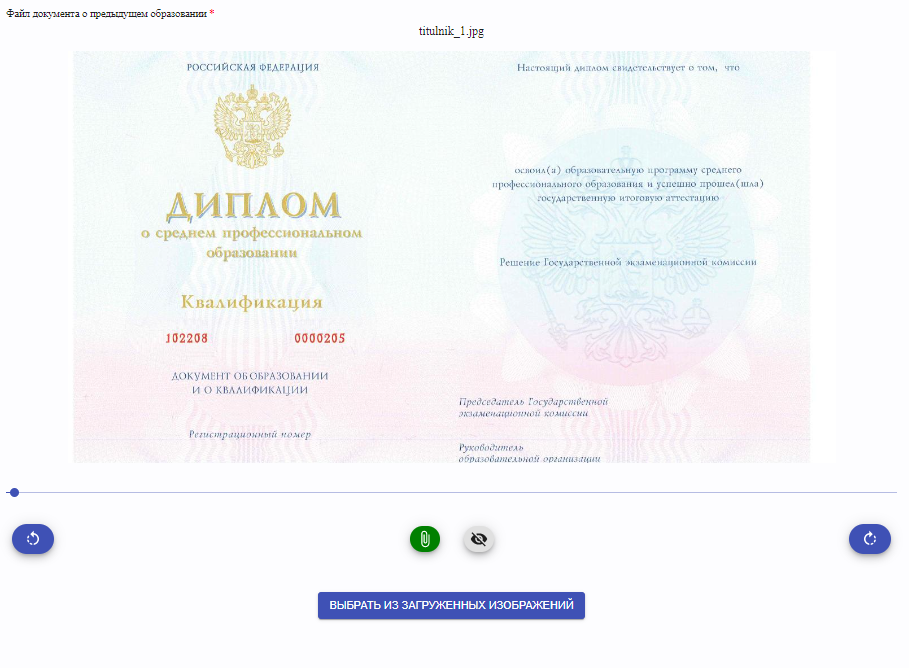 Файл документа о предыдущем образовании *
titulnik_1.jpg
РОССИЙСКАЯ ФЕДЕРАЦИЯ
ДИПЛОМ
о среднем профессиональном
образовании
Квалификация
102208 0000205
ДОКУМЕНТ ОБ ОБРАЗОВАНИИ
И О КВАЛИФИКАЦИИ
Регистрационный номер
Настоящий диплом свидетельствует о том, что
освоил(а) образовательную программу среднего
профессионального образования и успешно прошел(шла)
государственную итоговую аттестацию
Решение Государственной экзаменационной комиссии
Председатель Государственной
экзаменационной комиссии
Руководитель
образовательной организации
ВЫБРАТЬ ИЗ ЗАГРУЖЕННЫХ ИЗОБРАЖЕНИЙ